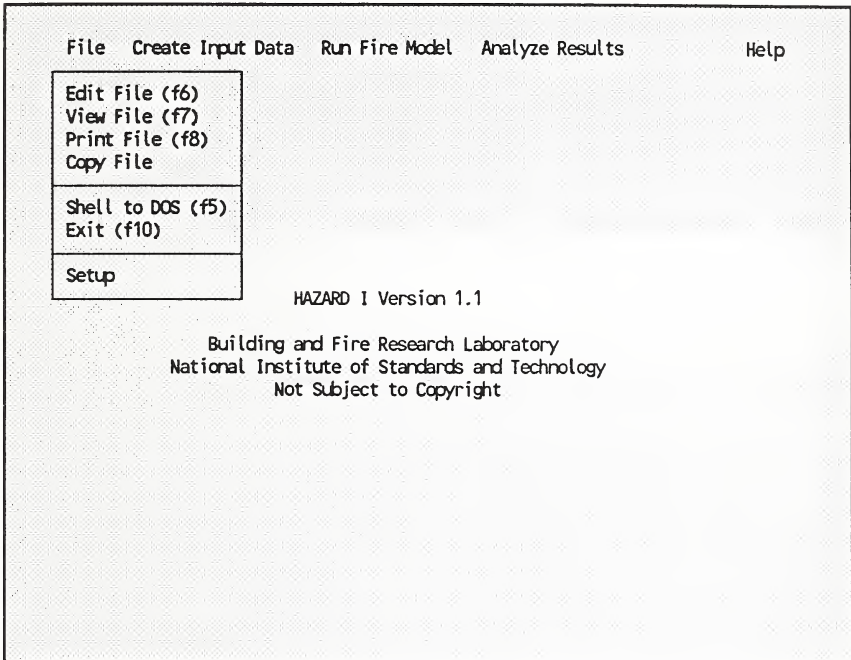 File Create Input Data Run Fire Model Analyze Results Help
Edit File (f6)
View File (f7)
Print File (f8)
Copy File
Shell to DOS (f5)
Exit (f10)
Setup
HAZARD I Version 1.1
Building and Fire Research Laboratory
National Institute of Standards and Technology
Not Subject to Copyright